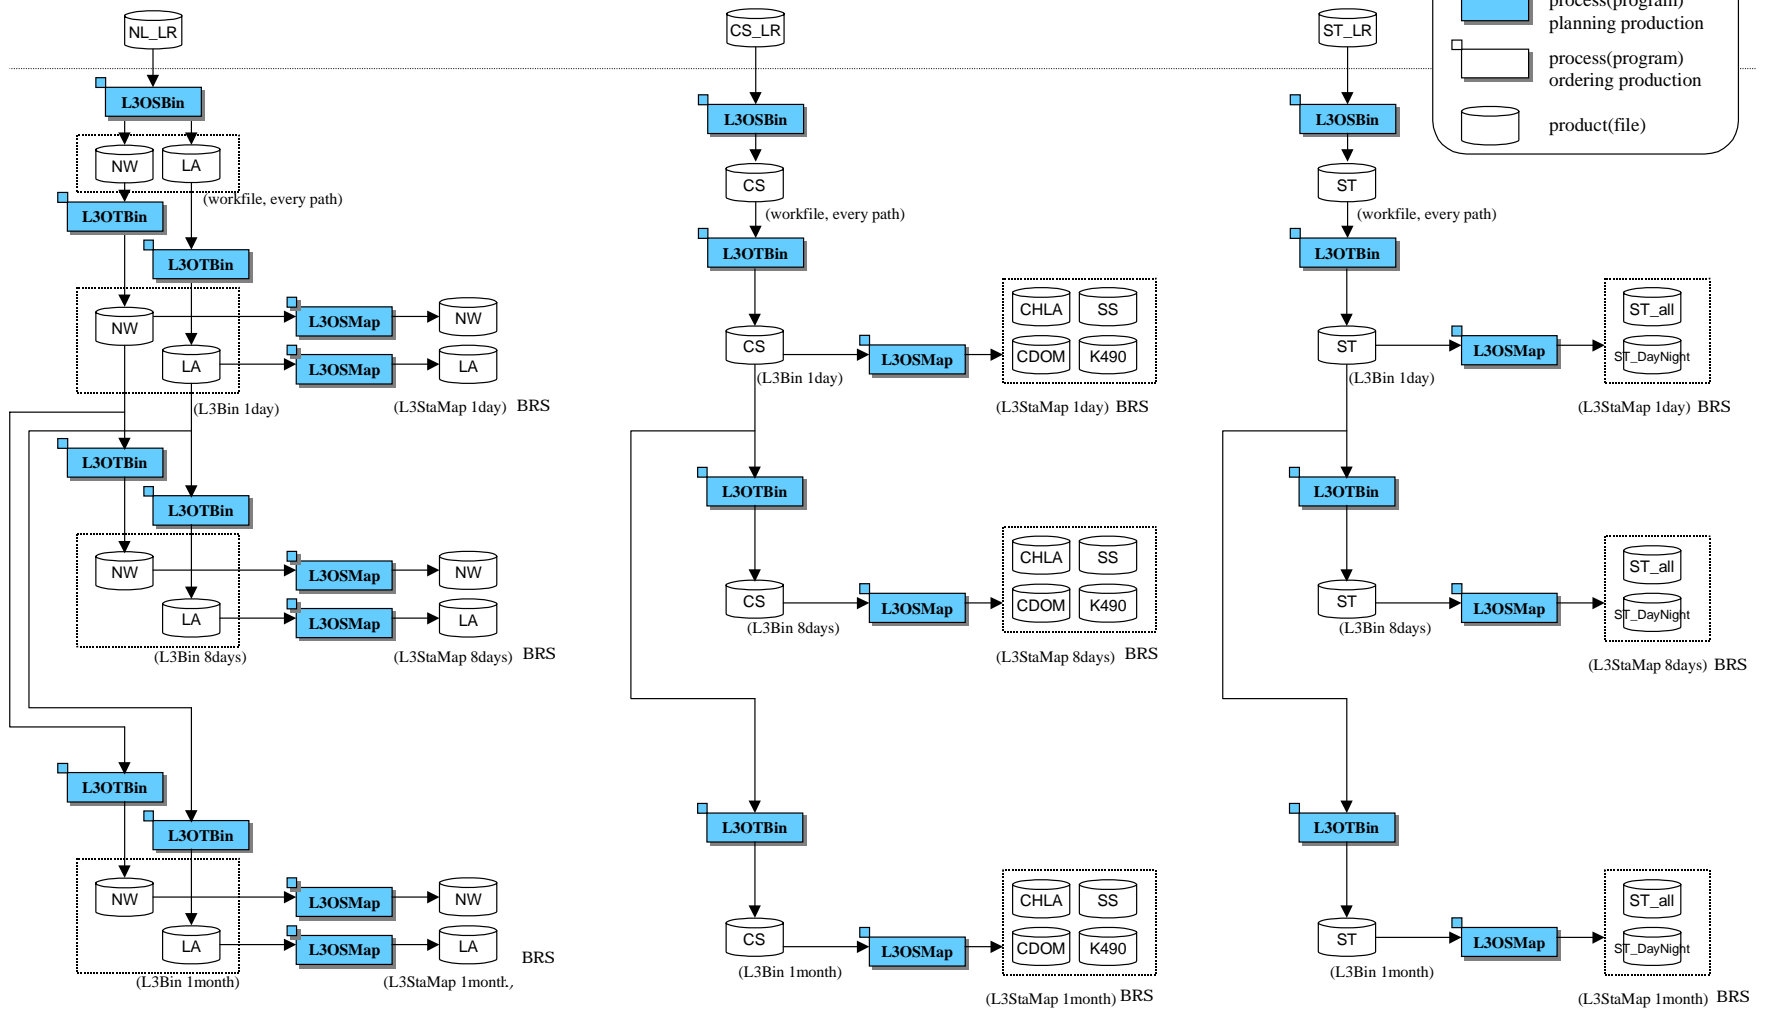 NL_LR
CS_LR
ST_LR
process(program)
planning production
process(program)
ordering production
product(file)
L3OSBin
L3OSBin
L3OSBin
NW
LA
CS
ST
(workfile, every path)
(workfile, every path)
(workfile, every path)
L3OTBin
L3OTBin
L3OTBin
L3OTBin
NW
L3OSMap
NW
LA
L3OSMap
LA
(L3Bin 1day)
(L3StaMap 1day) BRS
CS
(L3Bin 1day)
L3OSMap
CHLA
SS
CDOM
K490
(L3StaMap 1day) BRS
ST
(L3Bin 1day)
L3OSMap
ST_all
ST_DayNight
(L3StaMap 1day) BRS
L3OTBin
L3OTBin
L3OTBin
L3OTBin
NW
L3OSMap
NW
LA
L3OSMap
LA
(L3Bin 8days)
(L3StaMap 8days) BRS
CS
(L3Bin 8days)
L3OSMap
CHLA
SS
CDOM
K490
(L3StaMap 8days) BRS
ST
(L3Bin 8days)
L3OSMap
ST_all
ST_DayNight
(L3StaMap 8days) BRS
L3OTBin
L3OTBin
L3OTBin
L3OTBin
NW
L3OSMap
NW
LA
L3OSMap
LA
BRS
(L3Bin 1month)
(L3StaMap 1month)
CS
(L3Bin 1month)
L3OSMap
CHLA
SS
CDOM
K490
(L3StaMap 1month) BRS
ST
(L3Bin 1month)
L3OSMap
ST_all
ST_DayNight
(L3StaMap 1month) BRS